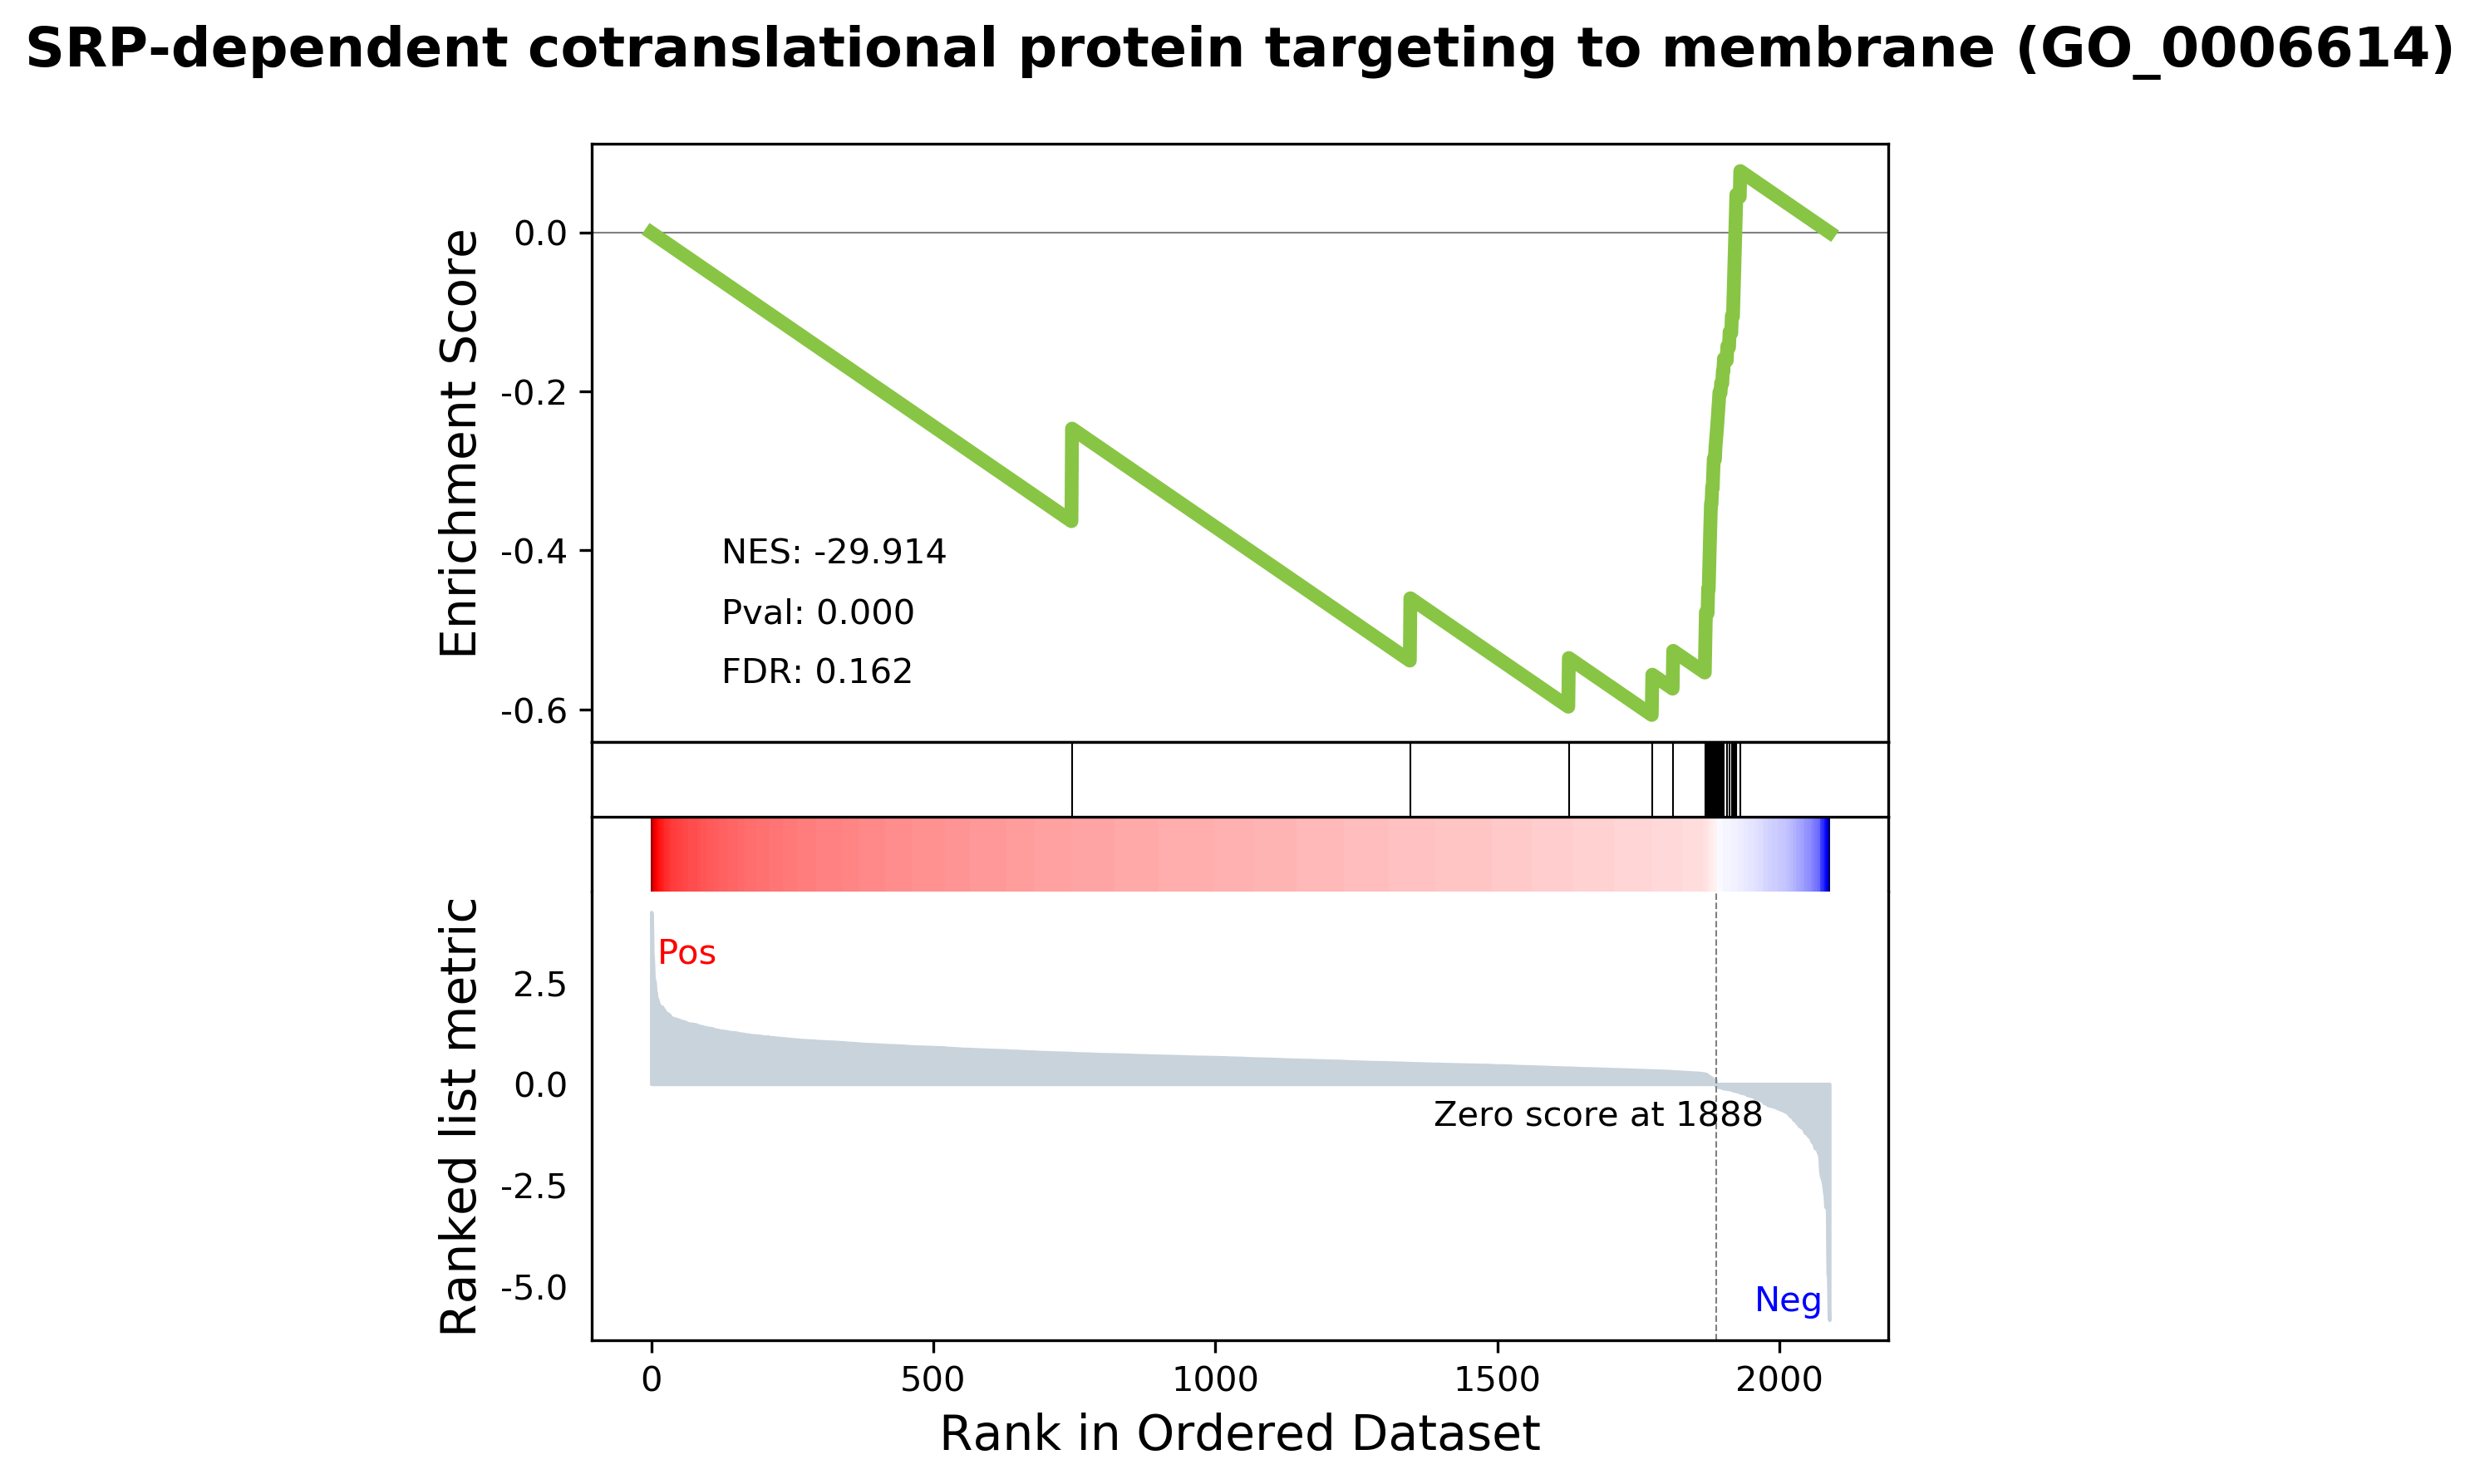 SRP-dependent cotranslational protein targeting to membrane (GO_0006614)
Enrichment Score
0.0
-0.2
-0.4
-0.6
NES: -29.914
Pval: 0.000
FDR: 0.162
Ranked list metric
2.5
0.0
-2.5
-5.0
Pos
Zero score at 1888
Neg
0 500 1000 1500 2000
Rank in Ordered Dataset